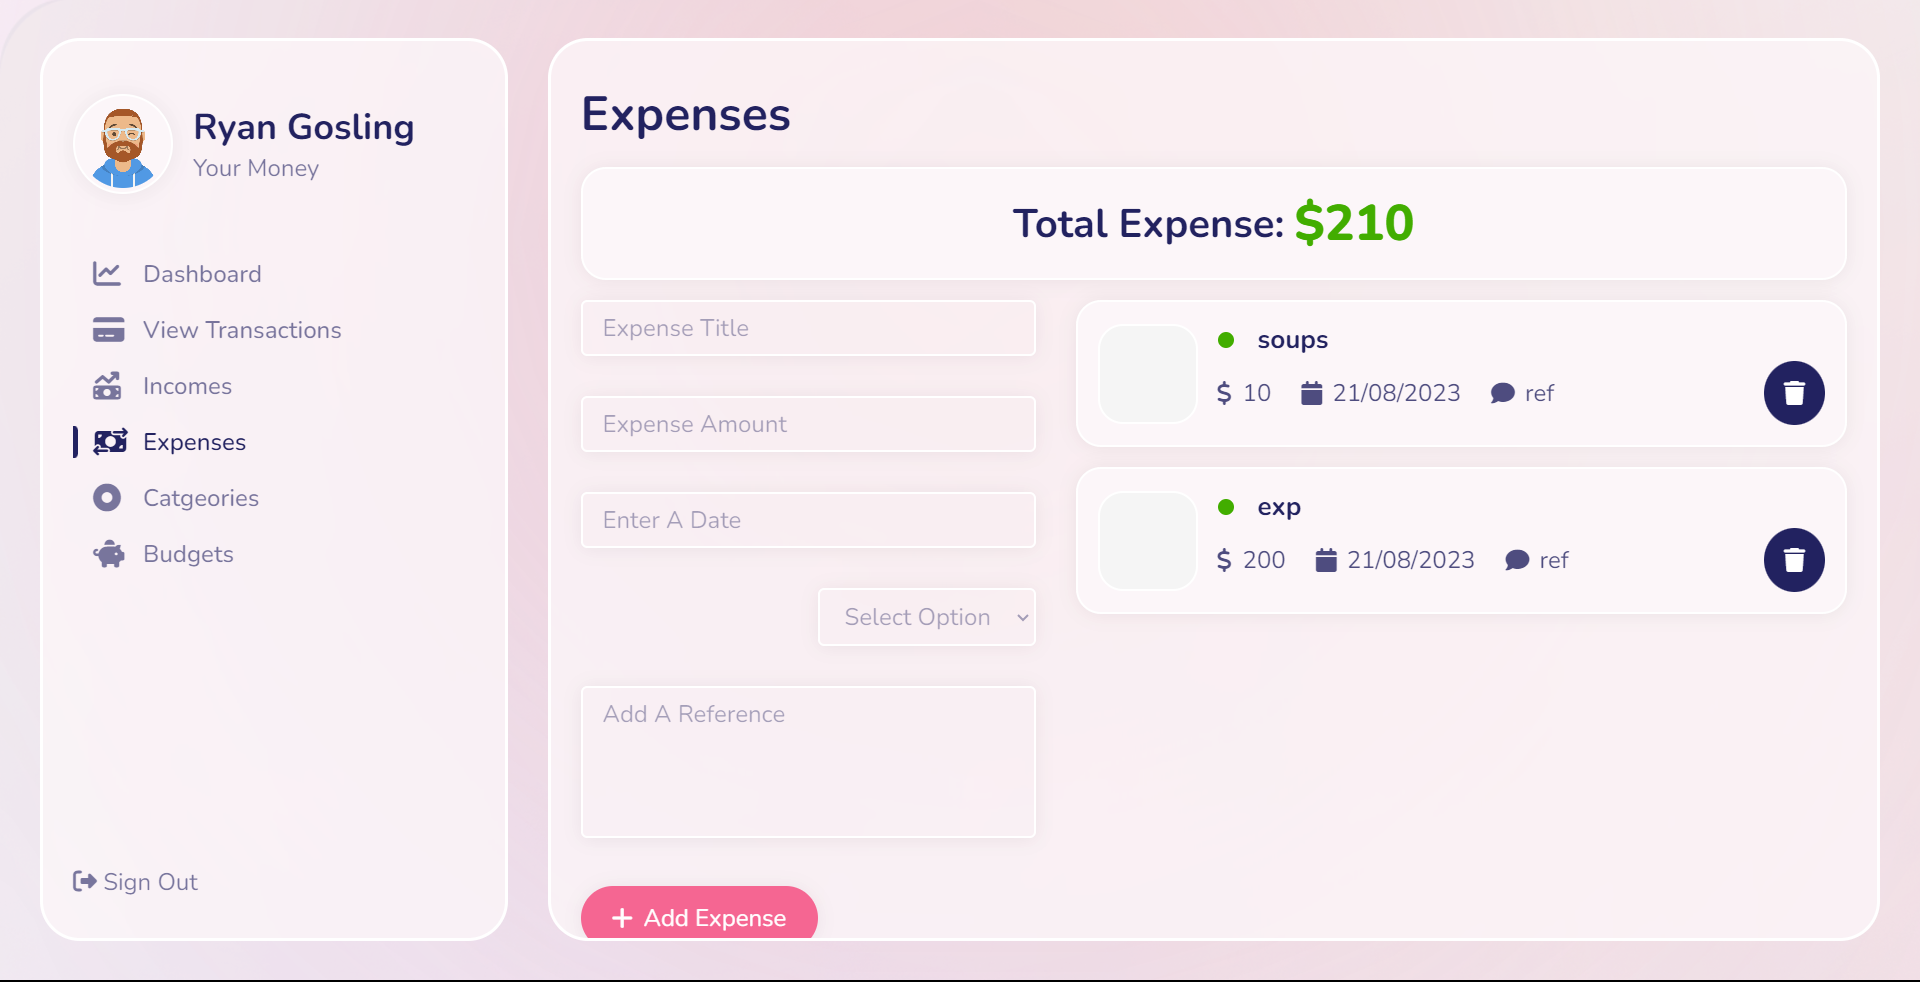 Ryan Gosling
Your Money
Dashboard
View Transactions
Incomes
Expenses
Catgeories
Budgets
Sign Out
Expenses
Total Expense: $210
Expense Title
Expense Amount
Enter A Date
Select Option
Add A Reference
Add Expense
soups
$ 10 21/08/2023 ref
exp
$ 200 21/08/2023 ref